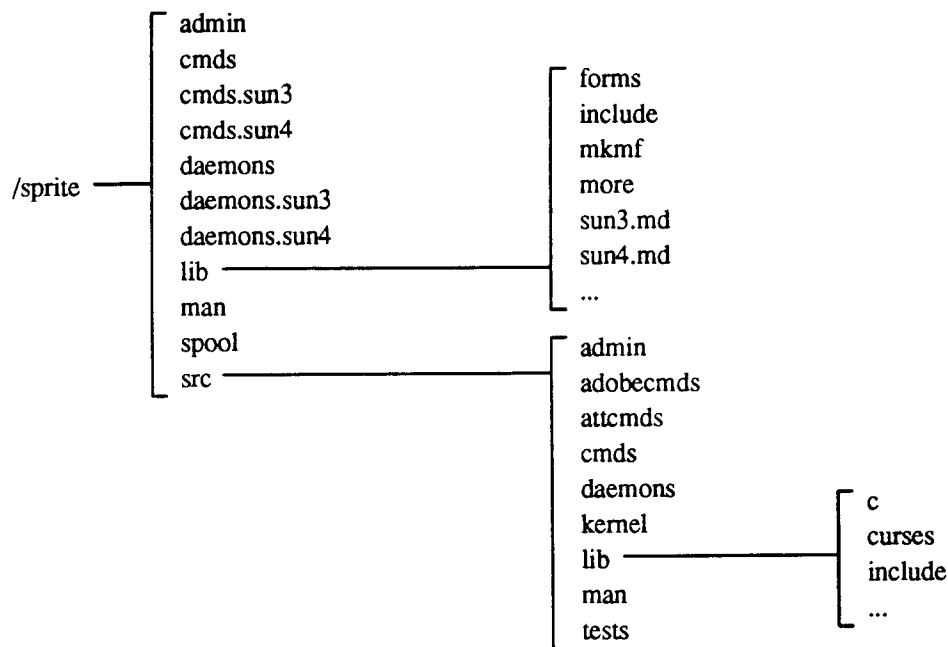 /sprite
admin
cmds
cmds.sun3
cmds.sun4
daemons
daemons.sun3
daemons.sun4
lib
man
spool
src
forms
include
mkmf
more
sun3.md
sun4.md
...
admin
adobecmds
attcmds
cmds
daemons
kernel
lib
man
tests
c
curses
include
...